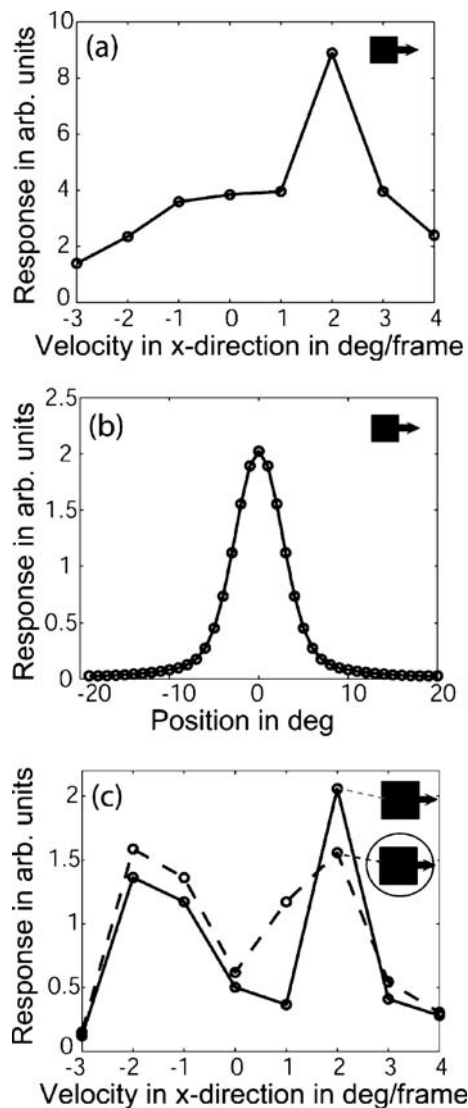 (a)
Response in arb. units
10
8
6
4
2
0
-3 -2 -1 0 1 2 3 4
Velocity in x-direction in deg/frame
(b)
Response in arb. units
2.5
2
1.5
1
0.5
0
-20 -10 0 10 20
Position in deg
(c)
Response in arb. units
2
1.5
1
0.5
0
-3 -2 -1 0 1 2 3 4
Velocity in x-direction in deg/frame